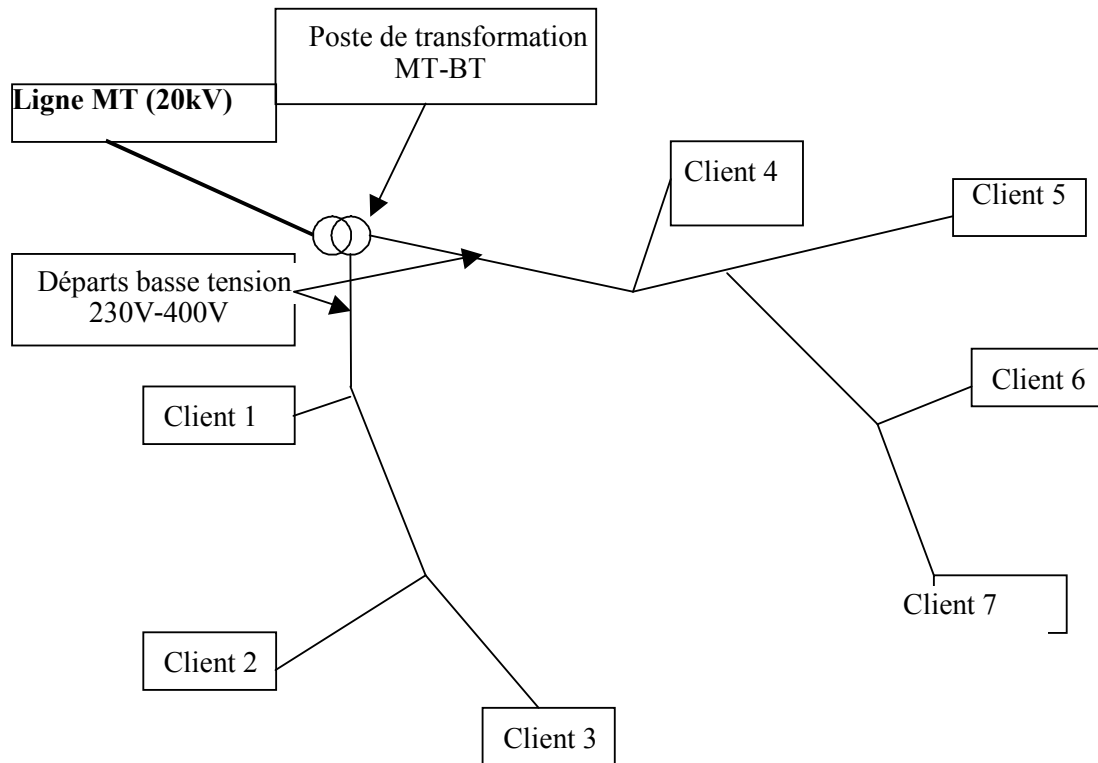 Poste de transformation
MT-BT
Ligne MT (20kV)
Client 4
Client 5
Départs basse tension
230V-400V
Client 6
Client 1
Client 7
Client 2
Client 3